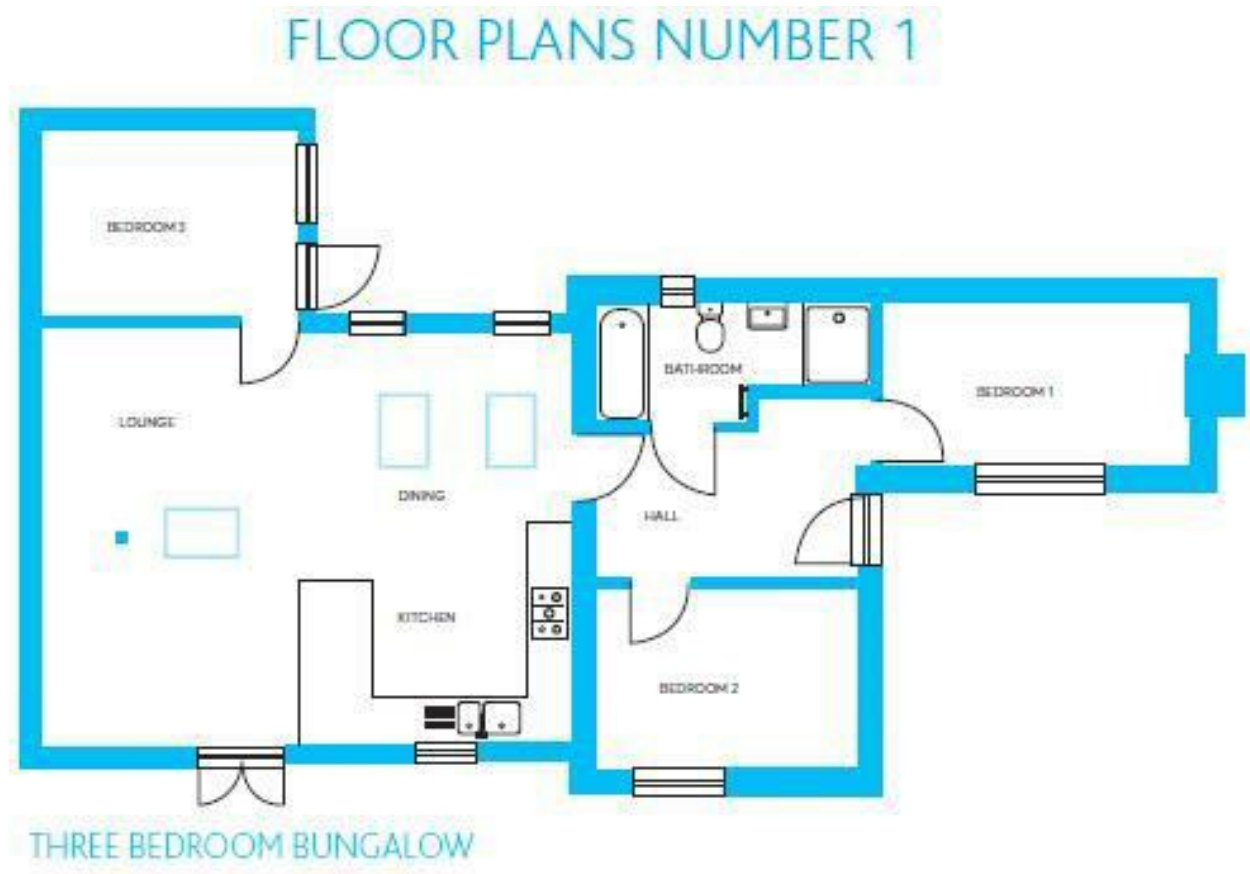 FLOOR PLANS NUMBER 1
BEDROOM 3
BATHROOM
BEDROOM 1
LOUNGE
DINING
HALL
KITCHEN
BEDROOM 2
THREE BEDROOM BUNGALOW